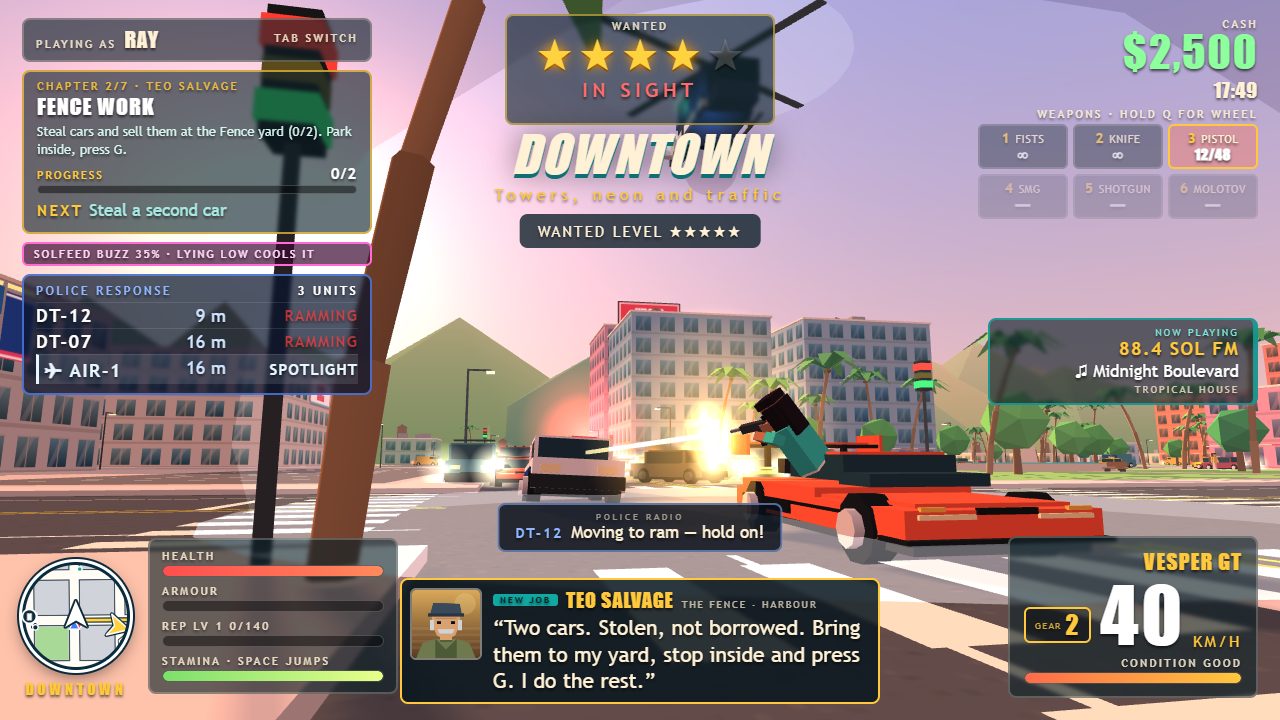 PLAYING AS RAY TAB SWITCH
CHAPTER 2/7 · TEO SALVAGE
FENCE WORK
Steal cars and sell them at the Fence yard (0/2). Park
inside, press G.
PROGRESS 0/2
NEXT Steal a second car
SOLFEED BUZZ 35% · LYING LOW COOLS IT
POLICE RESPONSE 3 UNITS
DT-12 9 m RAMMING
DT-07 16 m RAMMING
AIR-1 16 m SPOTLIGHT
WANTED
IN SIGHT
DOWNTOWN
Towers, neon and traffic
WANTED LEVEL ★★★★★
CASH
$2,500
17:49
WEAPONS · HOLD Q FOR WHEEL
1 FISTS 2 KNIFE 3 PISTOL
∞ ∞ 12/48
4 SMG 5 SHOTGUN 6 MOLOTOV
— — —
NOW PLAYING
88.4 SOL FM
♫ Midnight Boulevard
TROPICAL HOUSE
POLICE RADIO
DT-12 Moving to ram — hold on!
HEALTH
ARMOUR
REP LV 1 0/140
STAMINA · SPACE JUMPS
DOWNTOWN
NEW JOB TEO SALVAGE THE FENCE · HARBOUR
“Two cars. Stolen, not borrowed. Bring
them to my yard, stop inside and press
G. I do the rest.”
VESPER GT
GEAR 2 40 KM/H
CONDITION GOOD